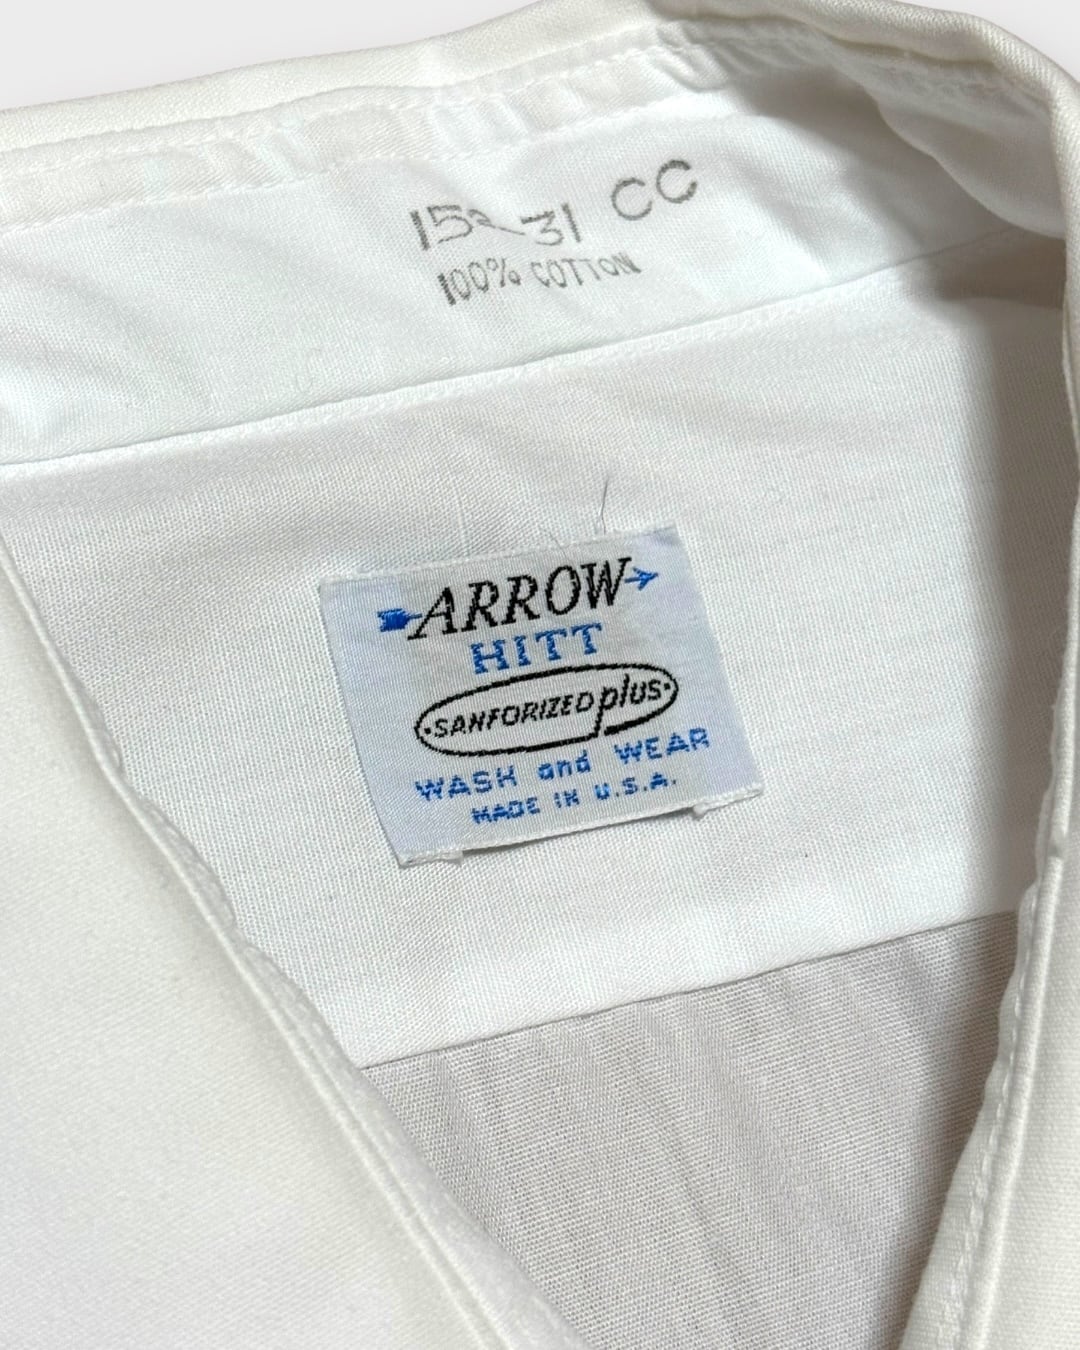 15½ 31 CC
100% COTTON
ARROW
HITT
SANFORIZED plus
WASH and WEAR
MADE IN U.S.A.